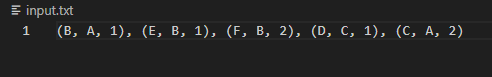 input.txt
1 (B, A, 1), (E, B, 1), (F, B, 2), (D, C, 1), (C, A, 2)